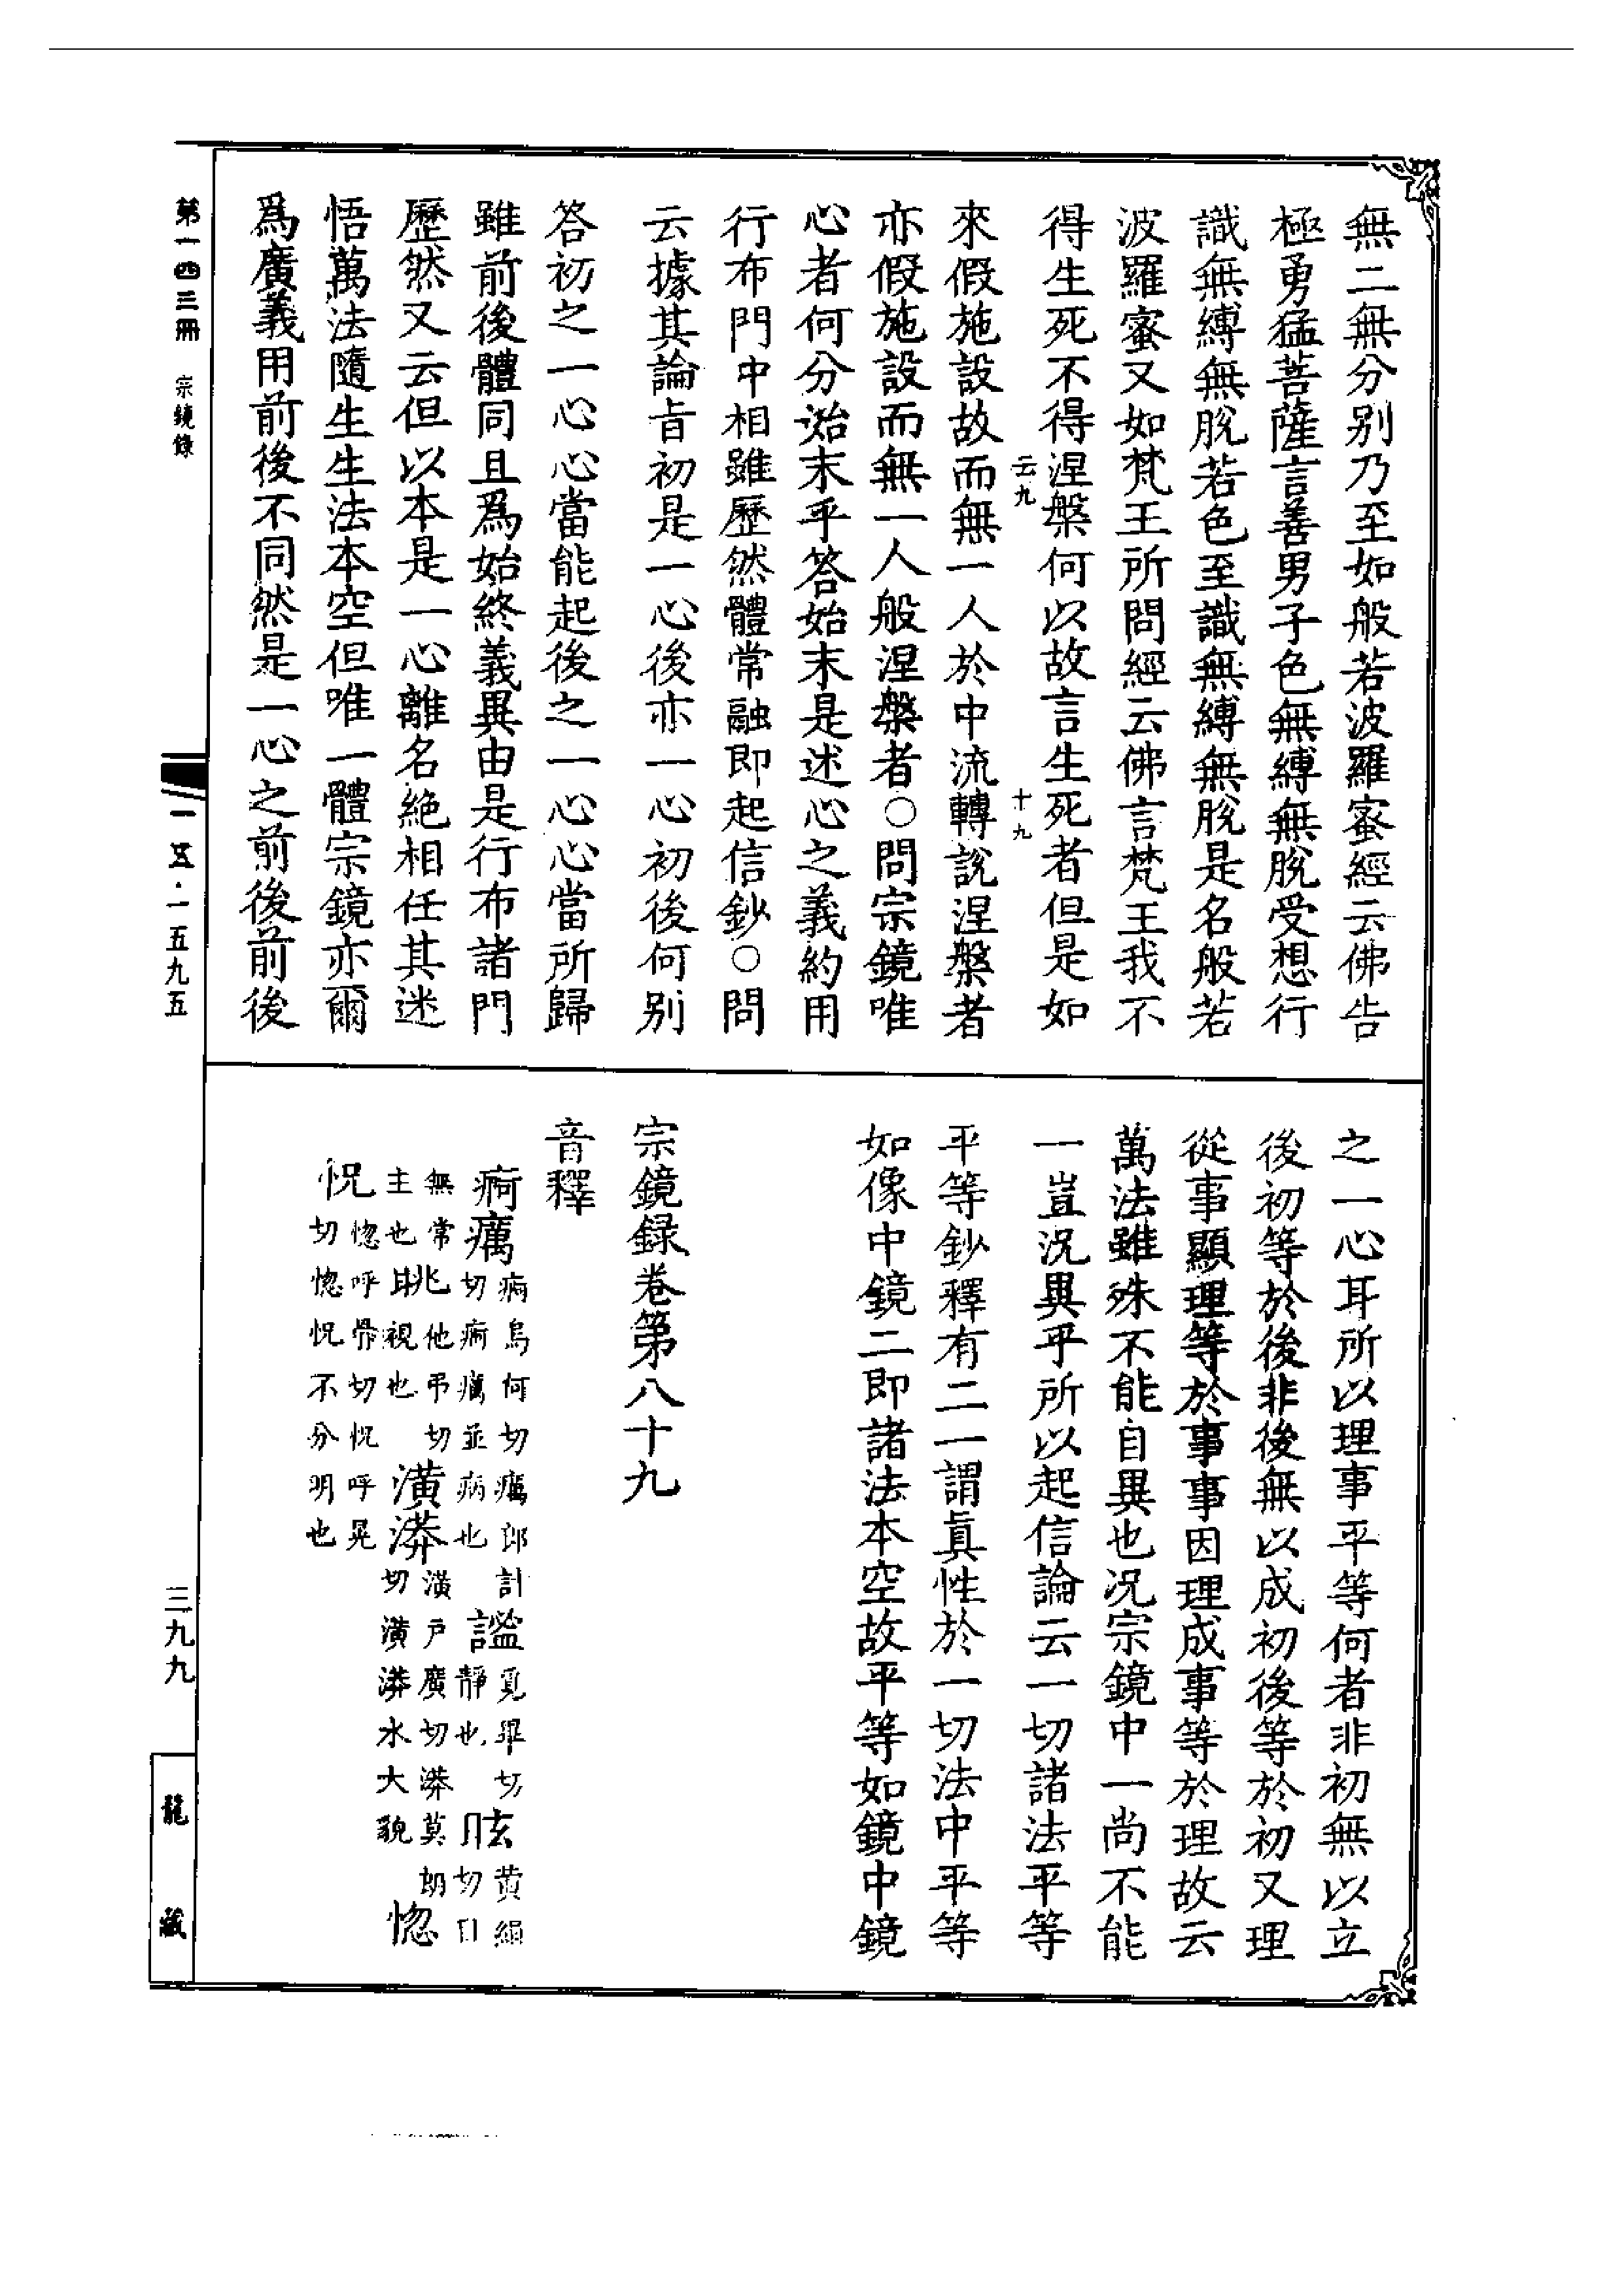 無二無分别乃至如般若波羅蜜經云佛告
極勇猛菩薩言善男子色無縛無脫受想行
識無縛無脫若色至識無縛無脫是名般若
波羅蜜又如梵王所問經云佛言梵王我不
得生死不得涅槃何以故言生死者但是如
云九 十九
來假施設故而無一人於中流轉說涅槃者
亦假施設而無一人般涅槃者○問宗鏡唯
心者何分始末乎答始末是述心之義約用
行布門中相雖歷然體常融即起信鈔○問
云據其論旨初是一心後亦一心初後何别
答初之一心心當能起後之一心心當所歸
雖前後體同且爲始終義異由是行布諸門
歷然又云但以本是一心離名絶相任其迷
悟萬法隨生生法本空但唯一體宗鏡亦爾
爲廣義用前後不同然是一心之前後前後
之一心耳所以理事平等何者非初無以立
後初等於後非後無以成初後等於初又理
從事顯理等於事事因理成事等於理故云
萬法雖殊不能自異也况宗鏡中一尚不能
一豈況異乎所以起信論云一切諸法平等
平等鈔釋有二一謂眞性於一切法中平等
如像中鏡二即諸法本空故平等如鏡中鏡
宗鏡録卷第八十九
音釋
痾癘 痾烏何切癘郎計切痾癘並病也 謐 覓畢切靜也 眩 黄絹切目無常主也 眺 他弔切視也 潢漭 潢戶廣切漭莫朗切潢漭水大貌 惚
怳 惚呼骨切怳呼晃切惚怳不分明也
第一四三冊 宗鏡錄
一五·一五九五
三九九
龍藏